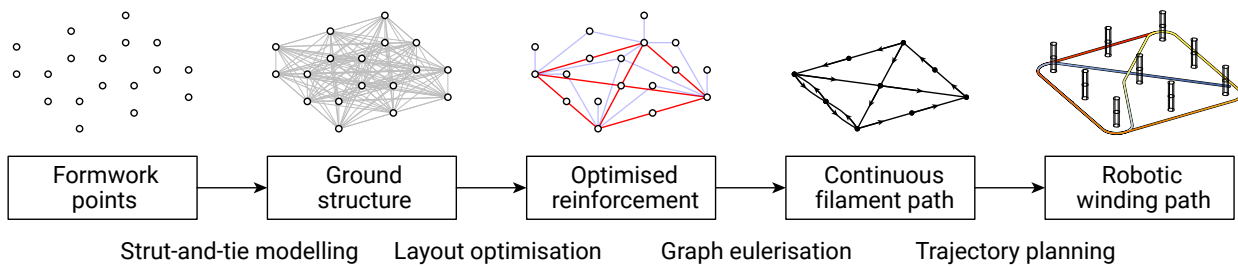 Formwork
points
Ground
structure
Optimised
reinforcement
Continuous
filament path
Robotic
winding path
Strut-and-tie modelling
Layout optimisation
Graph eulerisation
Trajectory planning